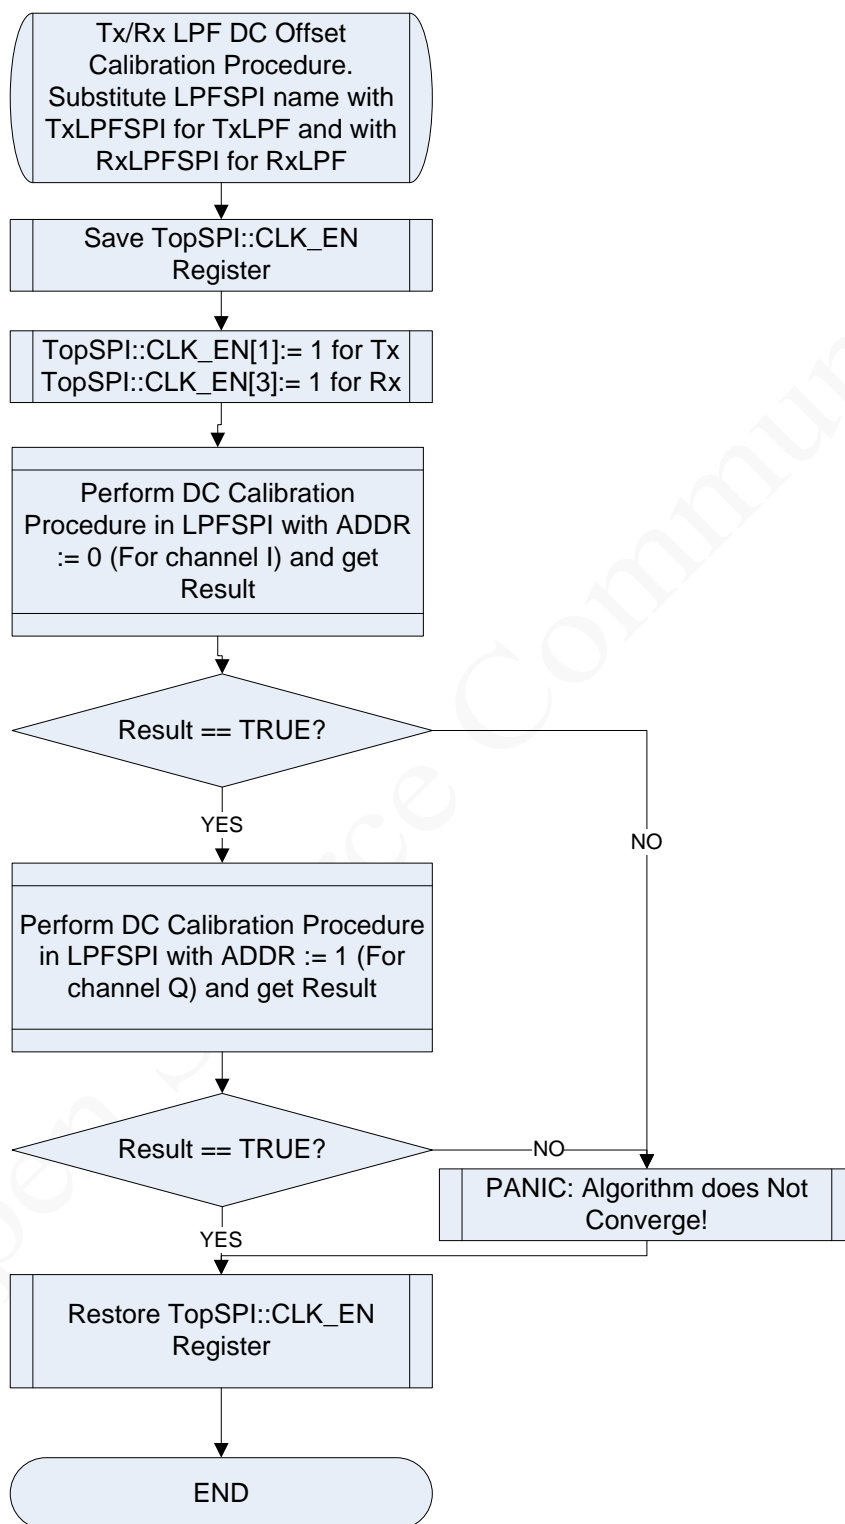 Tx/Rx LPF DC Offset
Calibration Procedure.
Substitute LPFSPI name with
TxLPFSPI for TxLPF and with
RxLPFSPI for RxLPF
Save TopSPI::CLK_EN
Register
TopSPI::CLK_EN[1]:= 1 for Tx
TopSPI::CLK_EN[3]:= 1 for Rx
Perform DC Calibration
Procedure in LPFSPI with ADDR
:= 0 (For channel I) and get
Result
Result == TRUE?
YES
NO
Perform DC Calibration Procedure
in LPFSPI with ADDR := 1 (For
channel Q) and get Result
Result == TRUE?
NO
PANIC: Algorithm does Not
Converge!
YES
Restore TopSPI::CLK_EN
Register
END